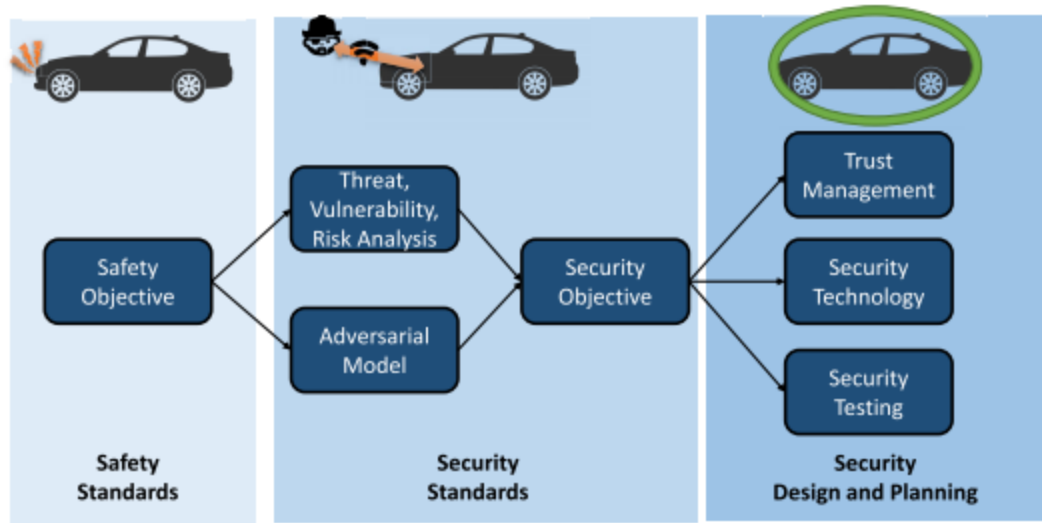 Safety
Objective
Threat,
Vulnerability,
Risk Analysis
Adversarial
Model
Security
Objective
Trust
Management
Security
Technology
Security
Testing
Safety
Standards
Security
Standards
Security
Design and Planning